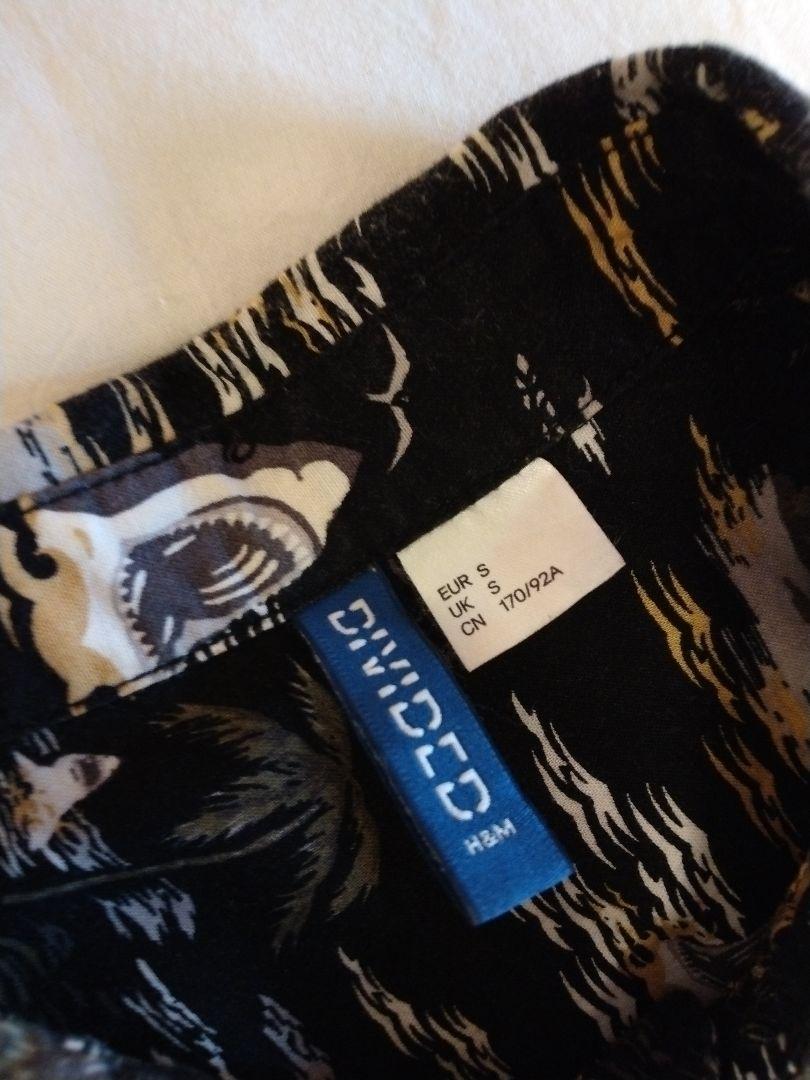 EUR S
UK S
CN 170/92A
DIVIDED
H&M